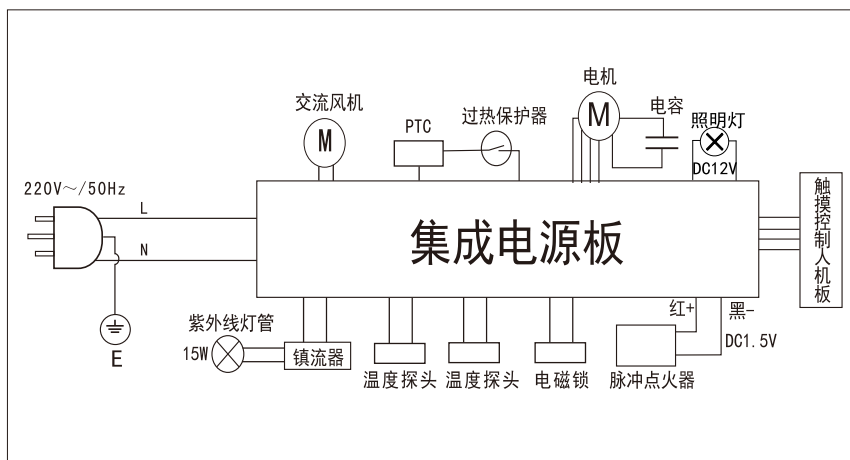 电机
交流风机
过热保护器
电容
PTC
照明灯
M
M
DC12V
220V～/50Hz
L
N
集成电源板
触摸控制人机板
E
紫外线灯管
15W
镇流器
温度探头
温度探头
电磁锁
红+
黑-
DC1.5V
脉冲点火器